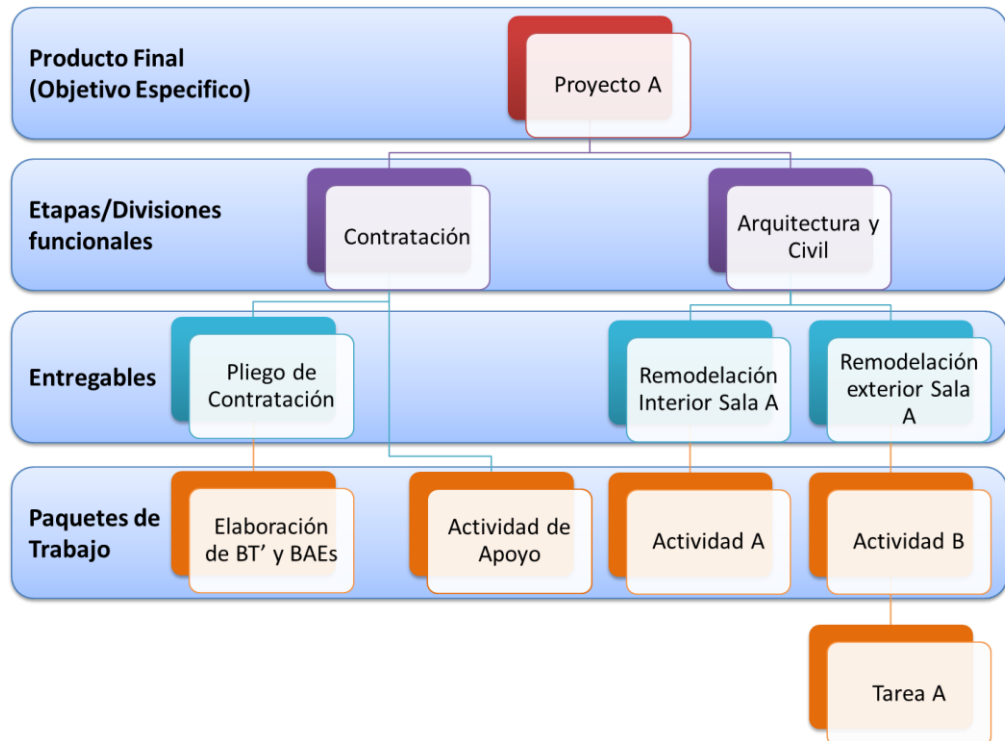 Producto Final
(Objetivo Especifico)
Proyecto A
Etapas/Divisiones
funcionales
Contratación
Arquitectura y
Civil
Entregables
Pliego de
Contratación
Remodelación
Interior Sala A
Remodelación
exterior Sala
A
Paquetes de
Trabajo
Elaboración
de BT’ y BAEs
Actividad de
Apoyo
Actividad A
Actividad B
Tarea A